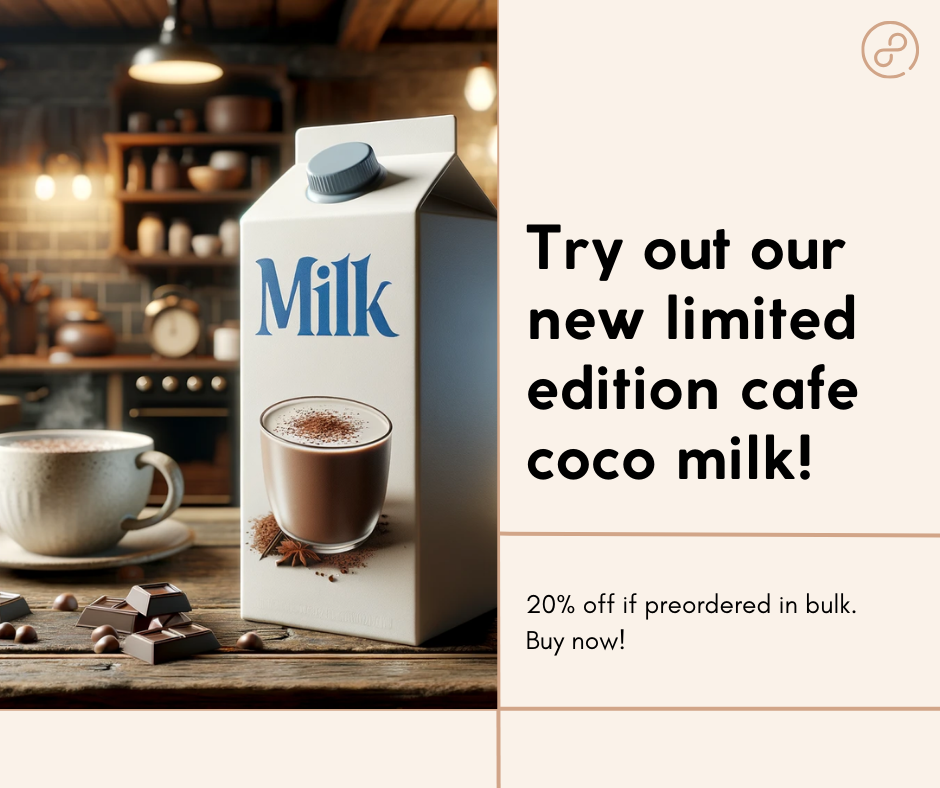 Milk
Try out our
new limited
edition cafe
coco milk!
20% off if preordered in bulk.
Buy now!